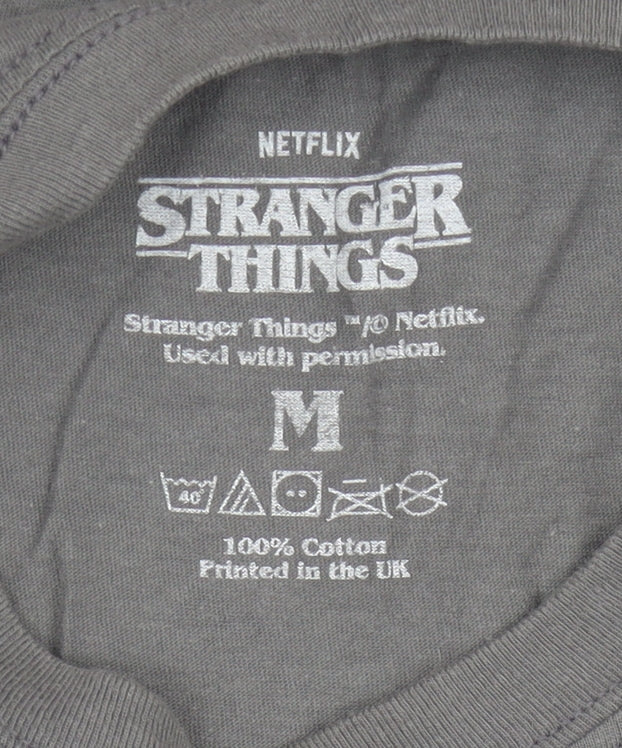 NETFLIX
STRANGER
THINGS
Stranger Things ™/© Netflix.
Used with permission.
M
40°
100% Cotton
Printed in the UK